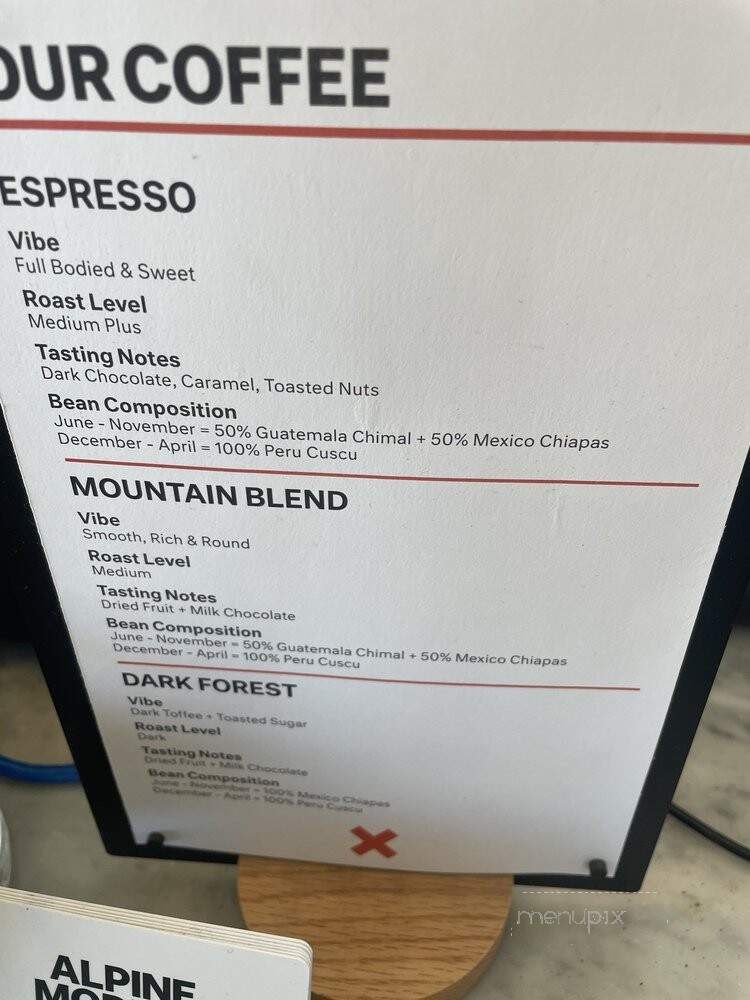 OUR COFFEE
ESPRESSO
Vibe
Full Bodied & Sweet
Roast Level
Medium Plus
Tasting Notes
Dark Chocolate, Caramel, Toasted Nuts
Bean Composition
June - November = 50% Guatemala Chimal + 50% Mexico Chiapas
December - April = 100% Peru Cuscu
MOUNTAIN BLEND
Vibe
Smooth, Rich & Round
Roast Level
Medium
Tasting Notes
Dried Fruit + Milk Chocolate
Bean Composition
June - November = 50% Guatemala Chimal + 50% Mexico Chiapas
December - April = 100% Peru Cuscu
DARK FOREST
Vibe
Dark Toffee + Toasted Sugar
Roast Level
Dark
Tasting Notes
Dried Fruit + Milk Chocolate
Bean Composition
June - November = 100% Mexico Chiapas
December - April = 100% Peru Cuscu
menupix
ALPINE